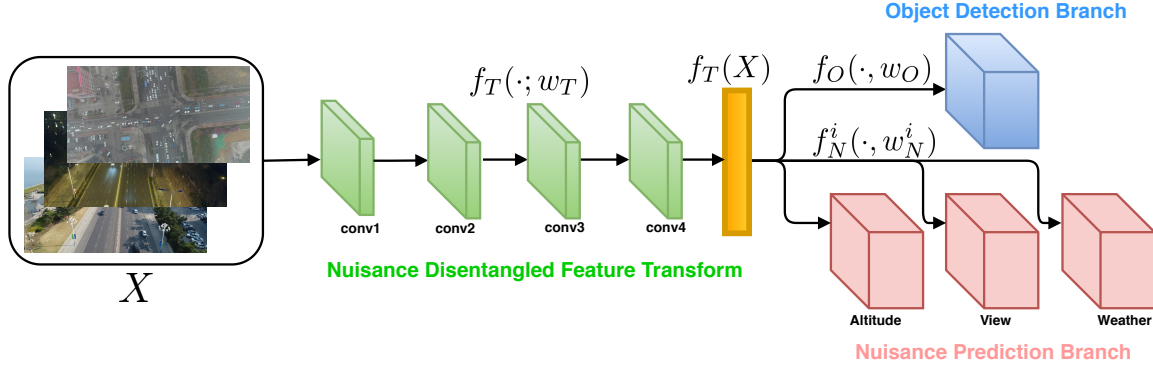 Object Detection Branch
f_T(·; w_T)
f_T(X)
f_O(·, w_O)
f_N^i(·, w_N^i)
conv1
conv2
conv3
conv4
Nuisance Disentangled Feature Transform
X
Altitude
View
Weather
Nuisance Prediction Branch